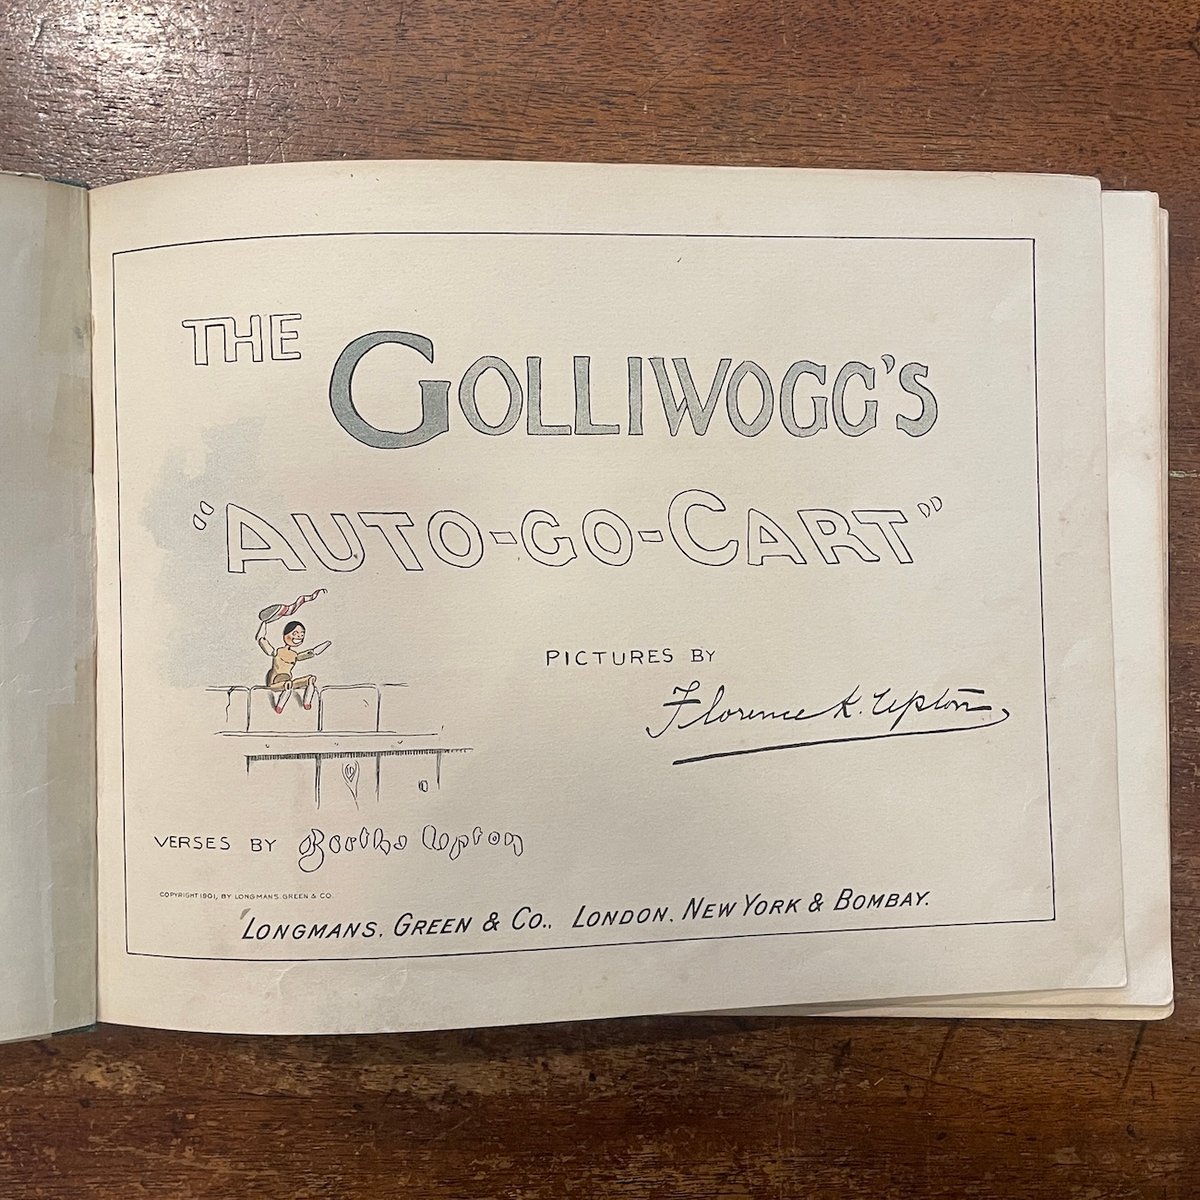 THE
GOLLIWOGG'S
"AUTO-GO-CART"
PICTURES BY
Florence K. Upton
VERSES BY Bertha Upton
COPYRIGHT 1901, BY LONGMANS. GREEN & CO.
LONGMANS. GREEN & CO.. LONDON. NEW YORK & BOMBAY.